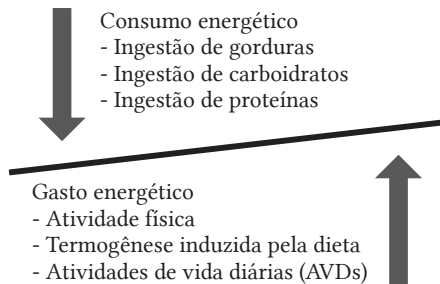 Consumo energético
- Ingestão de gorduras
- Ingestão de carboidratos
- Ingestão de proteínas
Gasto energético
- Atividade física
- Termogênese induzida pela dieta
- Atividades de vida diárias (AVDs)